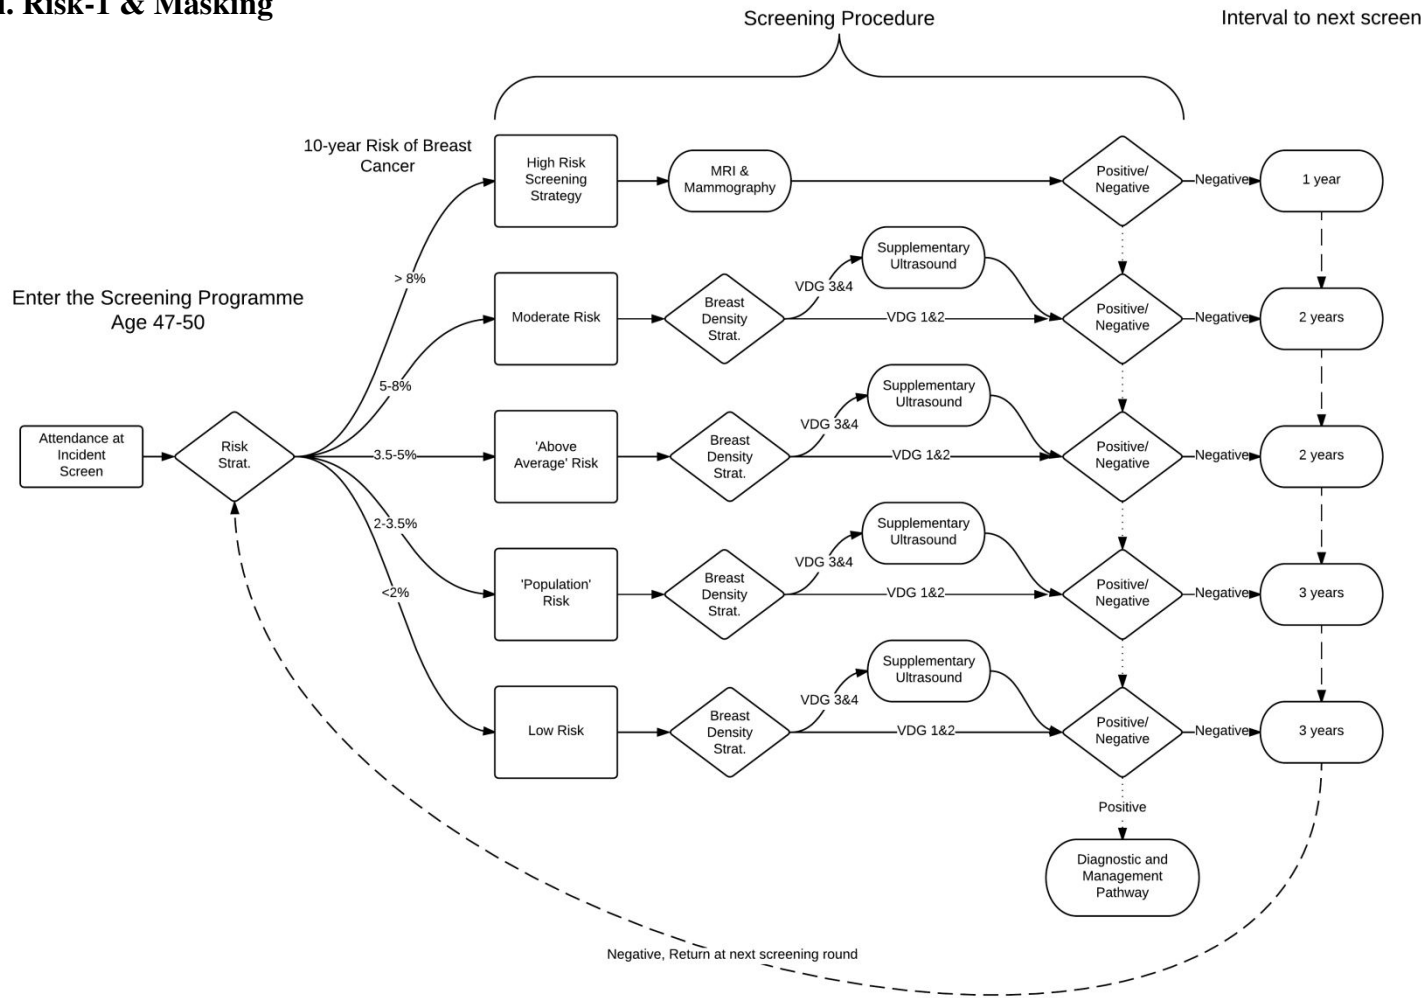 . Risk-1 & Masking
Screening Procedure
Interval to next screen
10-year Risk of Breast
Cancer
Enter the Screening Programme
Age 47-50
Attendance at
Incident
Screen
Risk
Strat.
> 8%
5-8%
3.5-5%
2-3.5%
<2%
High Risk
Screening
Strategy
MRI &
Mammography
Positive/
Negative
Negative
1 year
Moderate Risk
Breast
Density
Strat.
VDG 3&4
Supplementary
Ultrasound
VDG 1&2
Positive/
Negative
Negative
2 years
'Above
Average' Risk
Breast
Density
Strat.
VDG 3&4
Supplementary
Ultrasound
VDG 1&2
Positive/
Negative
Negative
2 years
'Population'
Risk
Breast
Density
Strat.
VDG 3&4
Supplementary
Ultrasound
VDG 1&2
Positive/
Negative
Negative
3 years
Low Risk
Breast
Density
Strat.
VDG 3&4
Supplementary
Ultrasound
VDG 1&2
Positive/
Negative
Negative
3 years
Positive
Diagnostic and
Management
Pathway
Negative, Return at next screening round